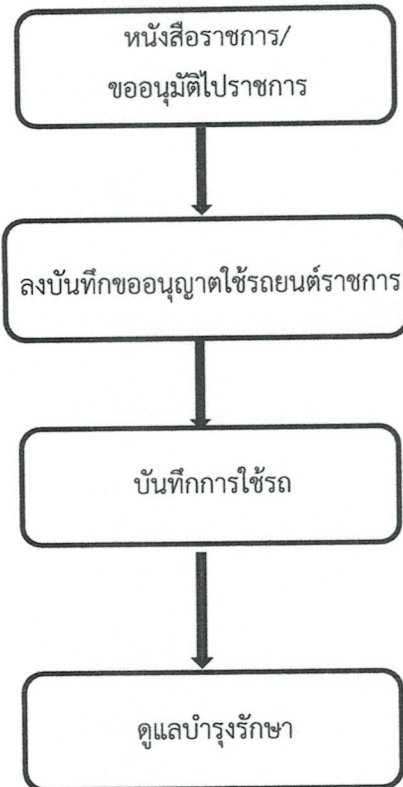 หนังสือราชการ/
ขออนุมัติไปราชการ
ลงบันทึกขออนุญาตใช้รถยนต์ราชการ
บันทึกการใช้รถ
ดูแลบำรุงรักษา